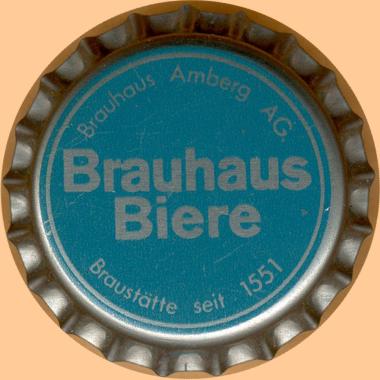 Brauhaus Amberg AG.
Brauhaus
Biere
Braustätte seit 1551